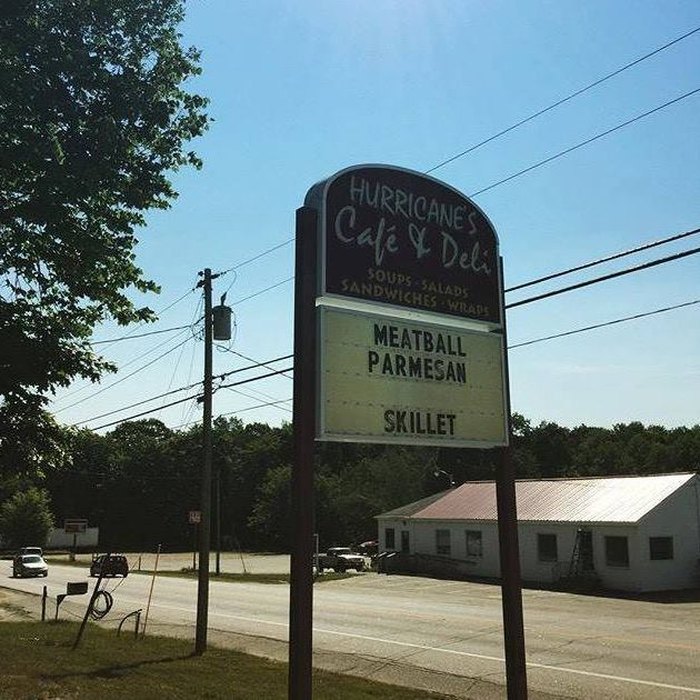 HURRICANE'S
Café & Deli
SOUPS · SALADS
SANDWICHES · WRAPS
MEATBALL
PARMESAN
SKILLET